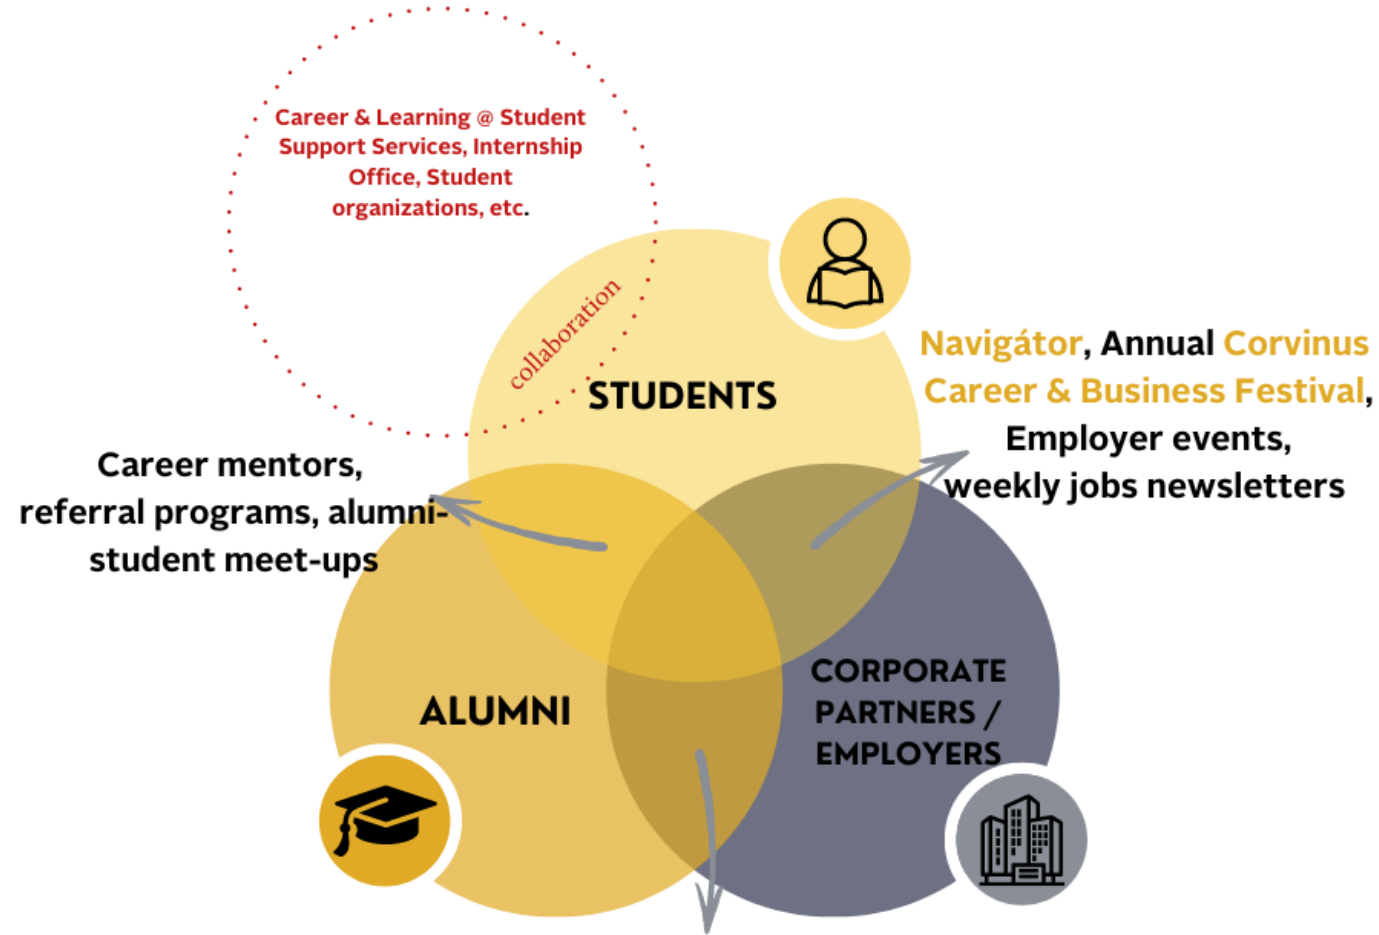 Career & Learning @ Student
Support Services, Internship
Office, Student
organizations, etc.
collaboration
STUDENTS
Navigátor, Annual Corvinus
Career & Business Festival,
Employer events,
weekly jobs newsletters
Career mentors,
referral programs, alumni-
student meet-ups
ALUMNI
CORPORATE
PARTNERS /
EMPLOYERS